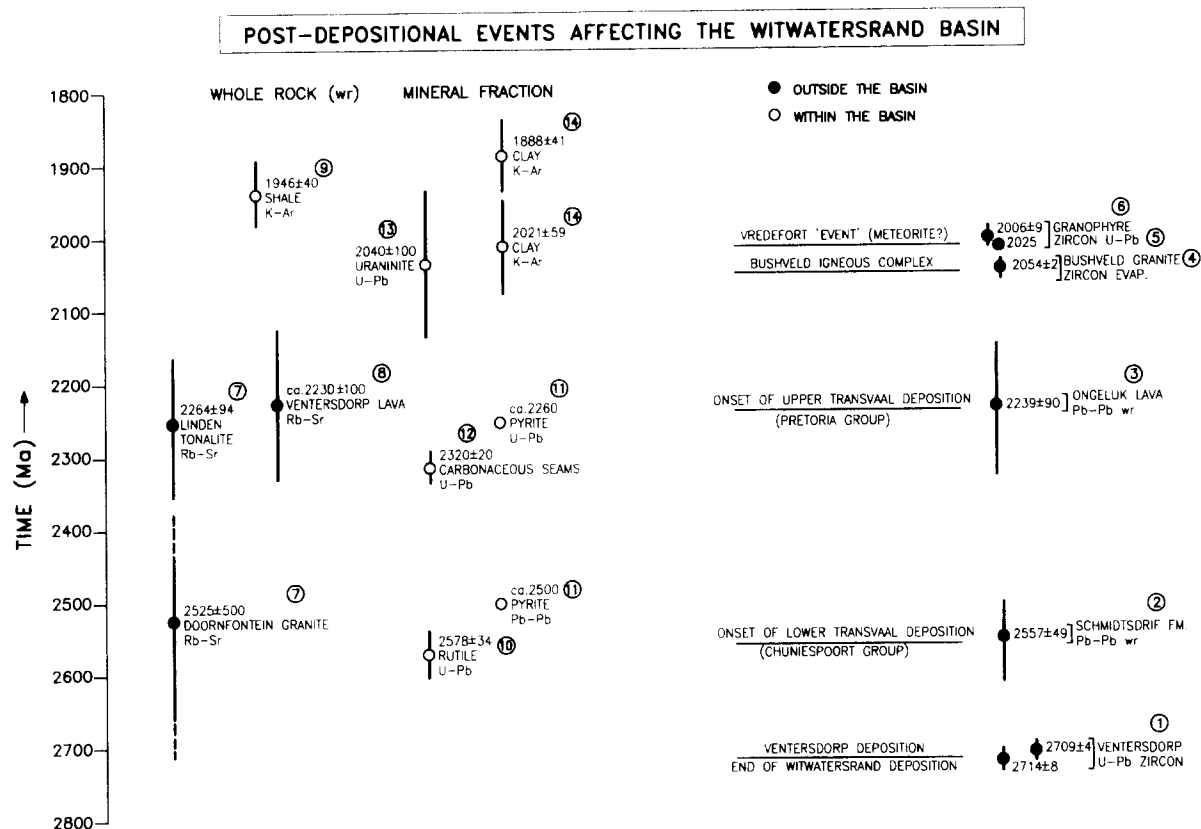 POST-DEPOSITIONAL EVENTS AFFECTING THE WITWATERSRAND BASIN
WHOLE ROCK (wr)
MINERAL FRACTION
● OUTSIDE THE BASIN
○ WITHIN THE BASIN
TIME (Ma)
1800
1900
2000
2100
2200
2300
2400
2500
2600
2700
2800
9
1946±40
SHALE
K-Ar
7
2264±94
LINDEN
TONALITE
Rb-Sr
8
ca.2230±100
VENTERSDORP LAVA
Rb-Sr
7
2525±500
DOORNFONTEIN GRANITE
Rb-Sr
14
1888±41
CLAY
K-Ar
14
2021±59
CLAY
K-Ar
13
2040±100
URANINITE
U-Pb
11
ca.2260
PYRITE
U-Pb
12
2320±20
CARBONACEOUS SEAMS
U-Pb
ca.2500 11
PYRITE
Pb-Pb
2578±34
RUTILE 10
U-Pb
VREDEFORT 'EVENT' (METEORITE?)
6
2006±9 GRANOPHYRE
2025 ZIRCON U-Pb 5
BUSHVELD IGNEOUS COMPLEX
2054±2 BUSHVELD GRANITE 4
ZIRCON EVAP.
ONSET OF UPPER TRANSVAAL DEPOSITION
(PRETORIA GROUP)
3
2239±90 ONGELUK LAVA
Pb-Pb wr
ONSET OF LOWER TRANSVAAL DEPOSITION
(CHUNIESPOORT GROUP)
2
2557±49 SCHMIDTSDRIF FM.
Pb-Pb wr
VENTERSDORP DEPOSITION
END OF WITWATERSRAND DEPOSITION
1
2709±4 VENTERSDORP
2714±8 U-Pb ZIRCON